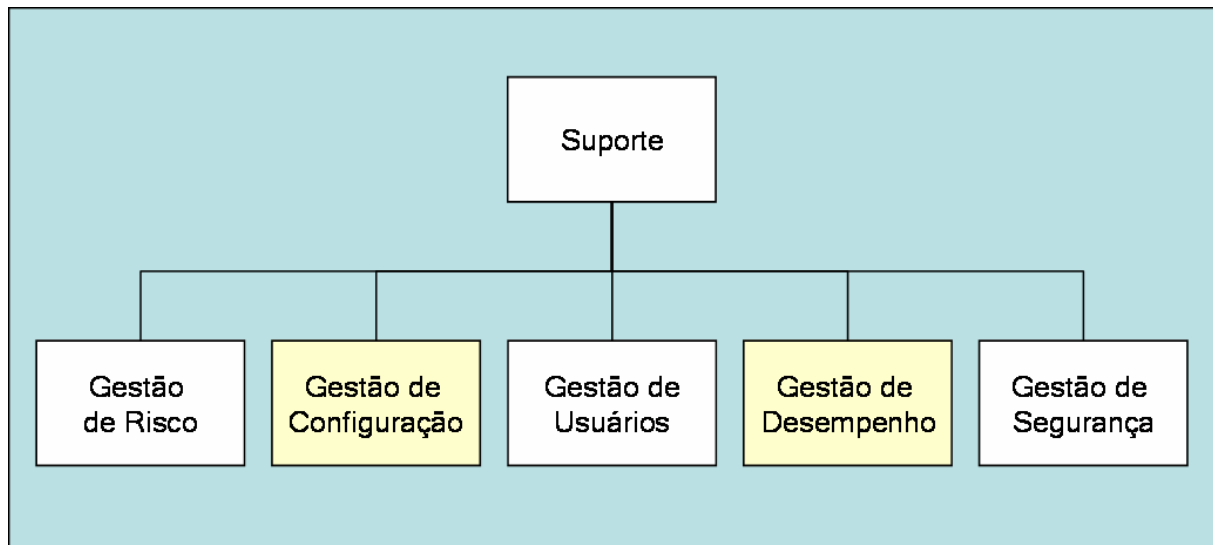 Suporte
Gestão
de Risco
Gestão de
Configuração
Gestão de
Usuários
Gestão de
Desempenho
Gestão de
Segurança